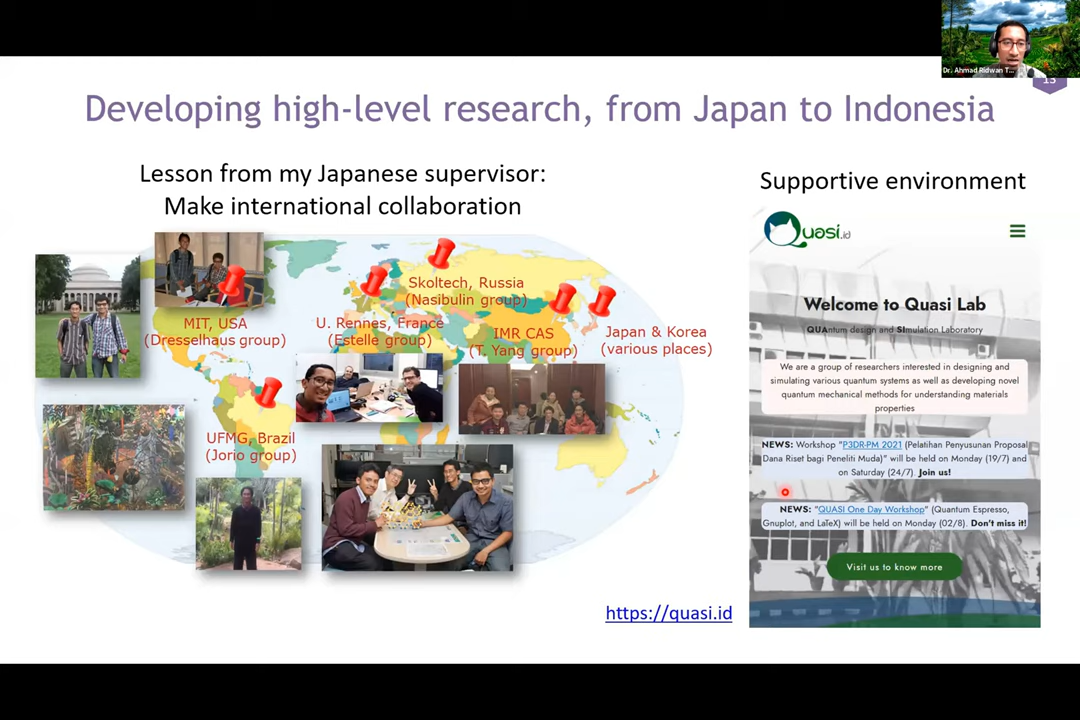 Dr. Ahmad Ridwan T...
13
Developing high-level research, from Japan to Indonesia
Lesson from my Japanese supervisor:
Make international collaboration
Supportive environment
Skoltech, Russia
(Nasibulin group)
MIT, USA
(Dresselhaus group)
U. Rennes, France
(Estelle group)
IMR CAS
(T. Yang group)
Japan & Korea
(various places)
UFMG, Brazil
(Jorio group)
https://quasi.id
Quasi.id
Welcome to Quasi Lab
QUAntum design and SImulation Laboratory
We are a group of researchers interested in designing and
simulating various quantum systems as well as developing novel
quantum mechanical methods for understanding materials
properties
NEWS: Workshop "P3DR-PM 2021 (Pelatihan Penyusunan Proposal
Dana Riset bagi Peneliti Muda)" will be held on Monday (19/7) and
on Saturday (24/7). Join us!
NEWS: "QUASI One Day Workshop" (Quantum Espresso,
Gnuplot, and LaTeX) will be held on Monday (02/8). Don't miss it!
Visit us to know more